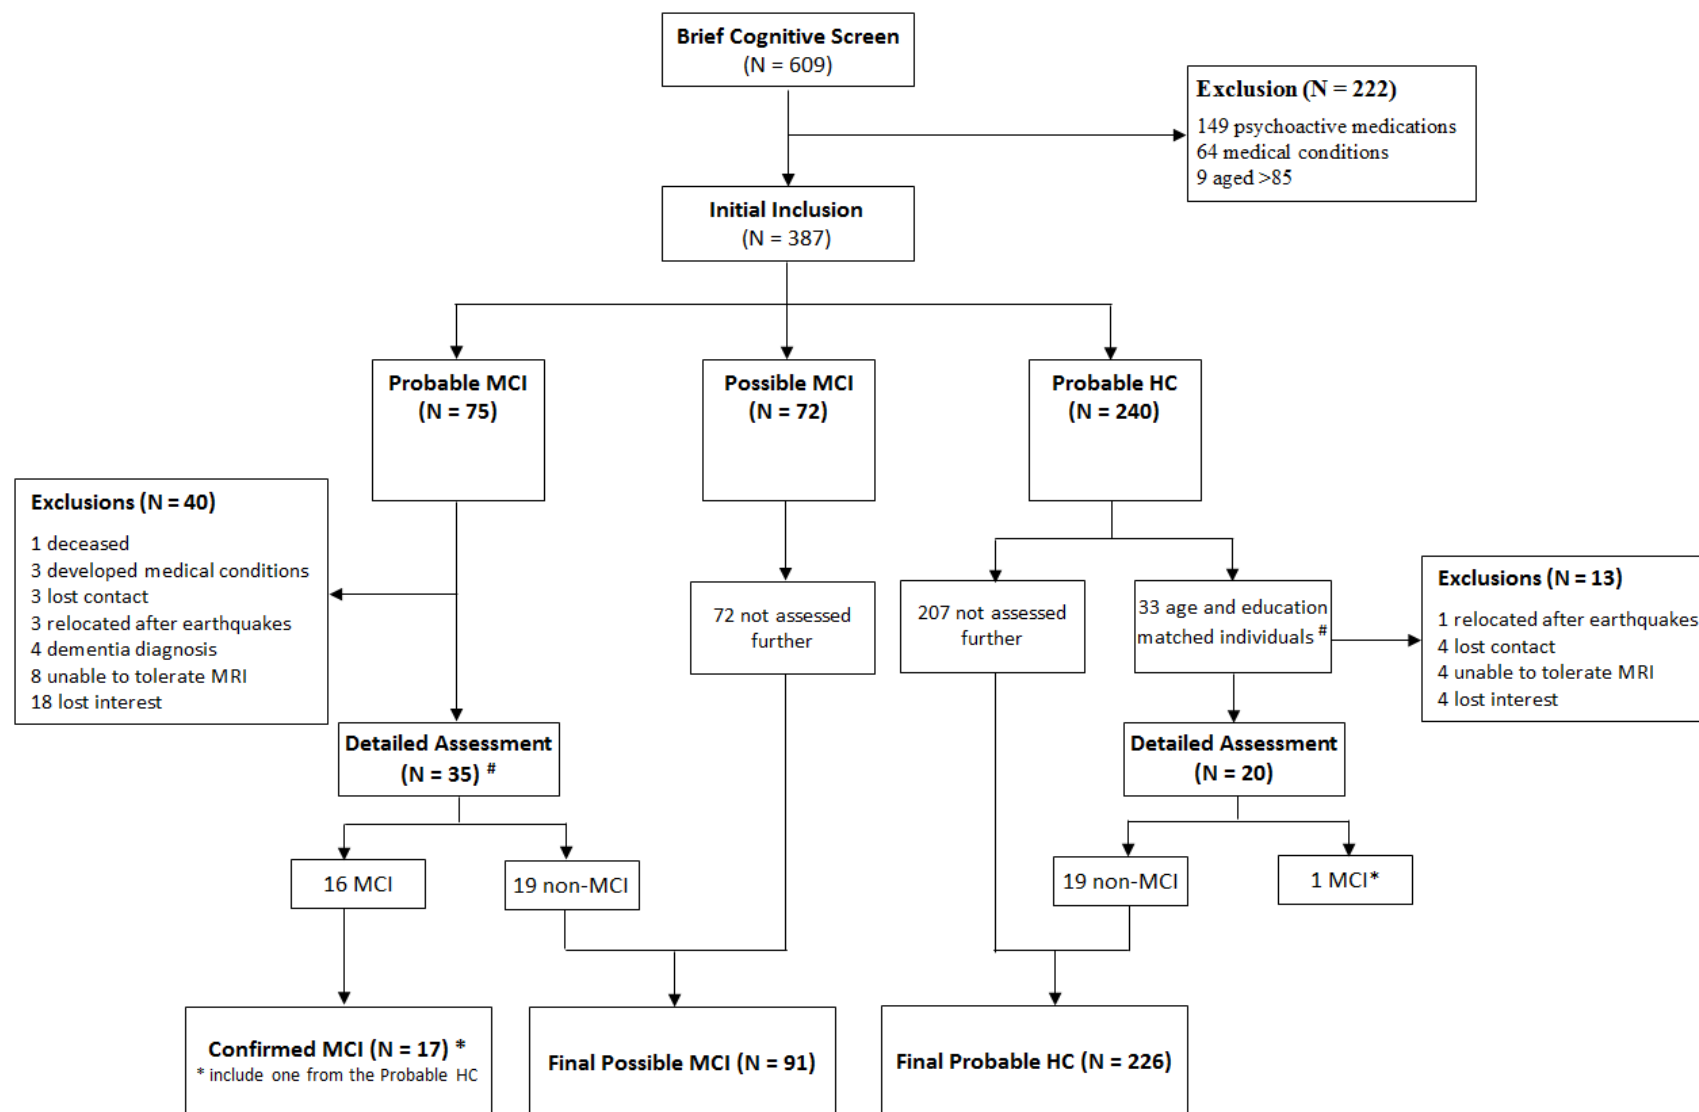 Brief Cognitive Screen
(N = 609)
Exclusion (N = 222)
149 psychoactive medications
64 medical conditions
9 aged >85
Initial Inclusion
(N = 387)
Probable MCI
(N = 75)
Possible MCI
(N = 72)
Probable HC
(N = 240)
Exclusions (N = 40)
1 deceased
3 developed medical conditions
3 lost contact
3 relocated after earthquakes
4 dementia diagnosis
8 unable to tolerate MRI
18 lost interest
72 not assessed
further
207 not assessed
further
33 age and education
matched individuals #
Exclusions (N = 13)
1 relocated after earthquakes
4 lost contact
4 unable to tolerate MRI
4 lost interest
Detailed Assessment
(N = 35) #
Detailed Assessment
(N = 20)
16 MCI
19 non-MCI
19 non-MCI
1 MCI*
Confirmed MCI (N = 17) *
* include one from the Probable HC
Final Possible MCI (N = 91)
Final Probable HC (N = 226)